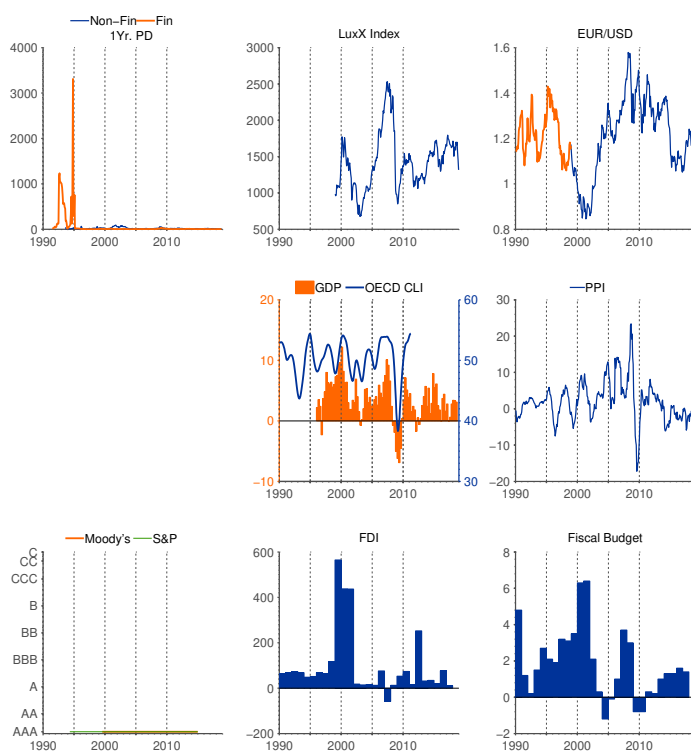 Non−Fin Fin
1Yr. PD
4000
3000
2000
1000
0
1990 2000 2010
LuxX Index
3000
2500
2000
1500
1000
500
2000 2010
EUR/USD
1.6
1.4
1.2
1
0.8
1990 2000 2010
GDP OECD CLI
20 60
10 50
0 40
−10 30
1990 2000 2010
PPI
30
20
10
0
−10
−20
1990 2000 2010
Moody's S&P
C
CC
CCC
B
BB
BBB
A
AA
AAA
1990 2000 2010
FDI
600
400
200
0
−200
1990 2000 2010
Fiscal Budget
8
6
4
2
0
−2
1990 2000 2010